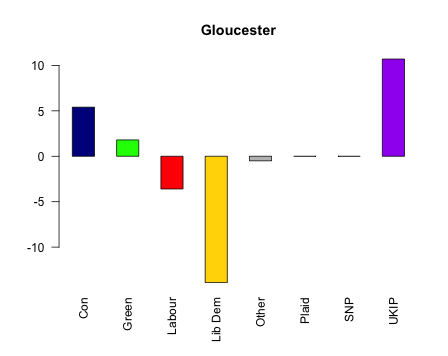 Gloucester
10
5
0
-5
-10
Con
Green
Labour
Lib Dem
Other
Plaid
SNP
UKIP